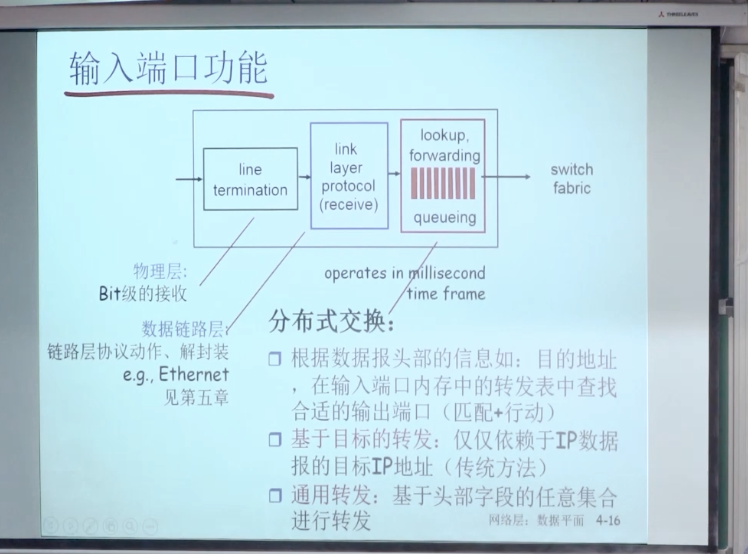 输入端口功能
line
termination
link
layer
protocol
(receive)
lookup,
forwarding
queueing
switch
fabric
物理层:
Bit级的接收
数据链路层:
链路层协议动作、解封装
e.g., Ethernet
见第五章
operates in millisecond
time frame
分布式交换:
根据数据报头部的信息如：目的地址
，在输入端口内存中的转发表中查找
合适的输出端口（匹配+行动）
基于目标的转发：仅仅依赖于IP数据
报的目标IP地址（传统方法）
通用转发：基于头部字段的任意集合
进行转发
网络层：数据平面 4-16